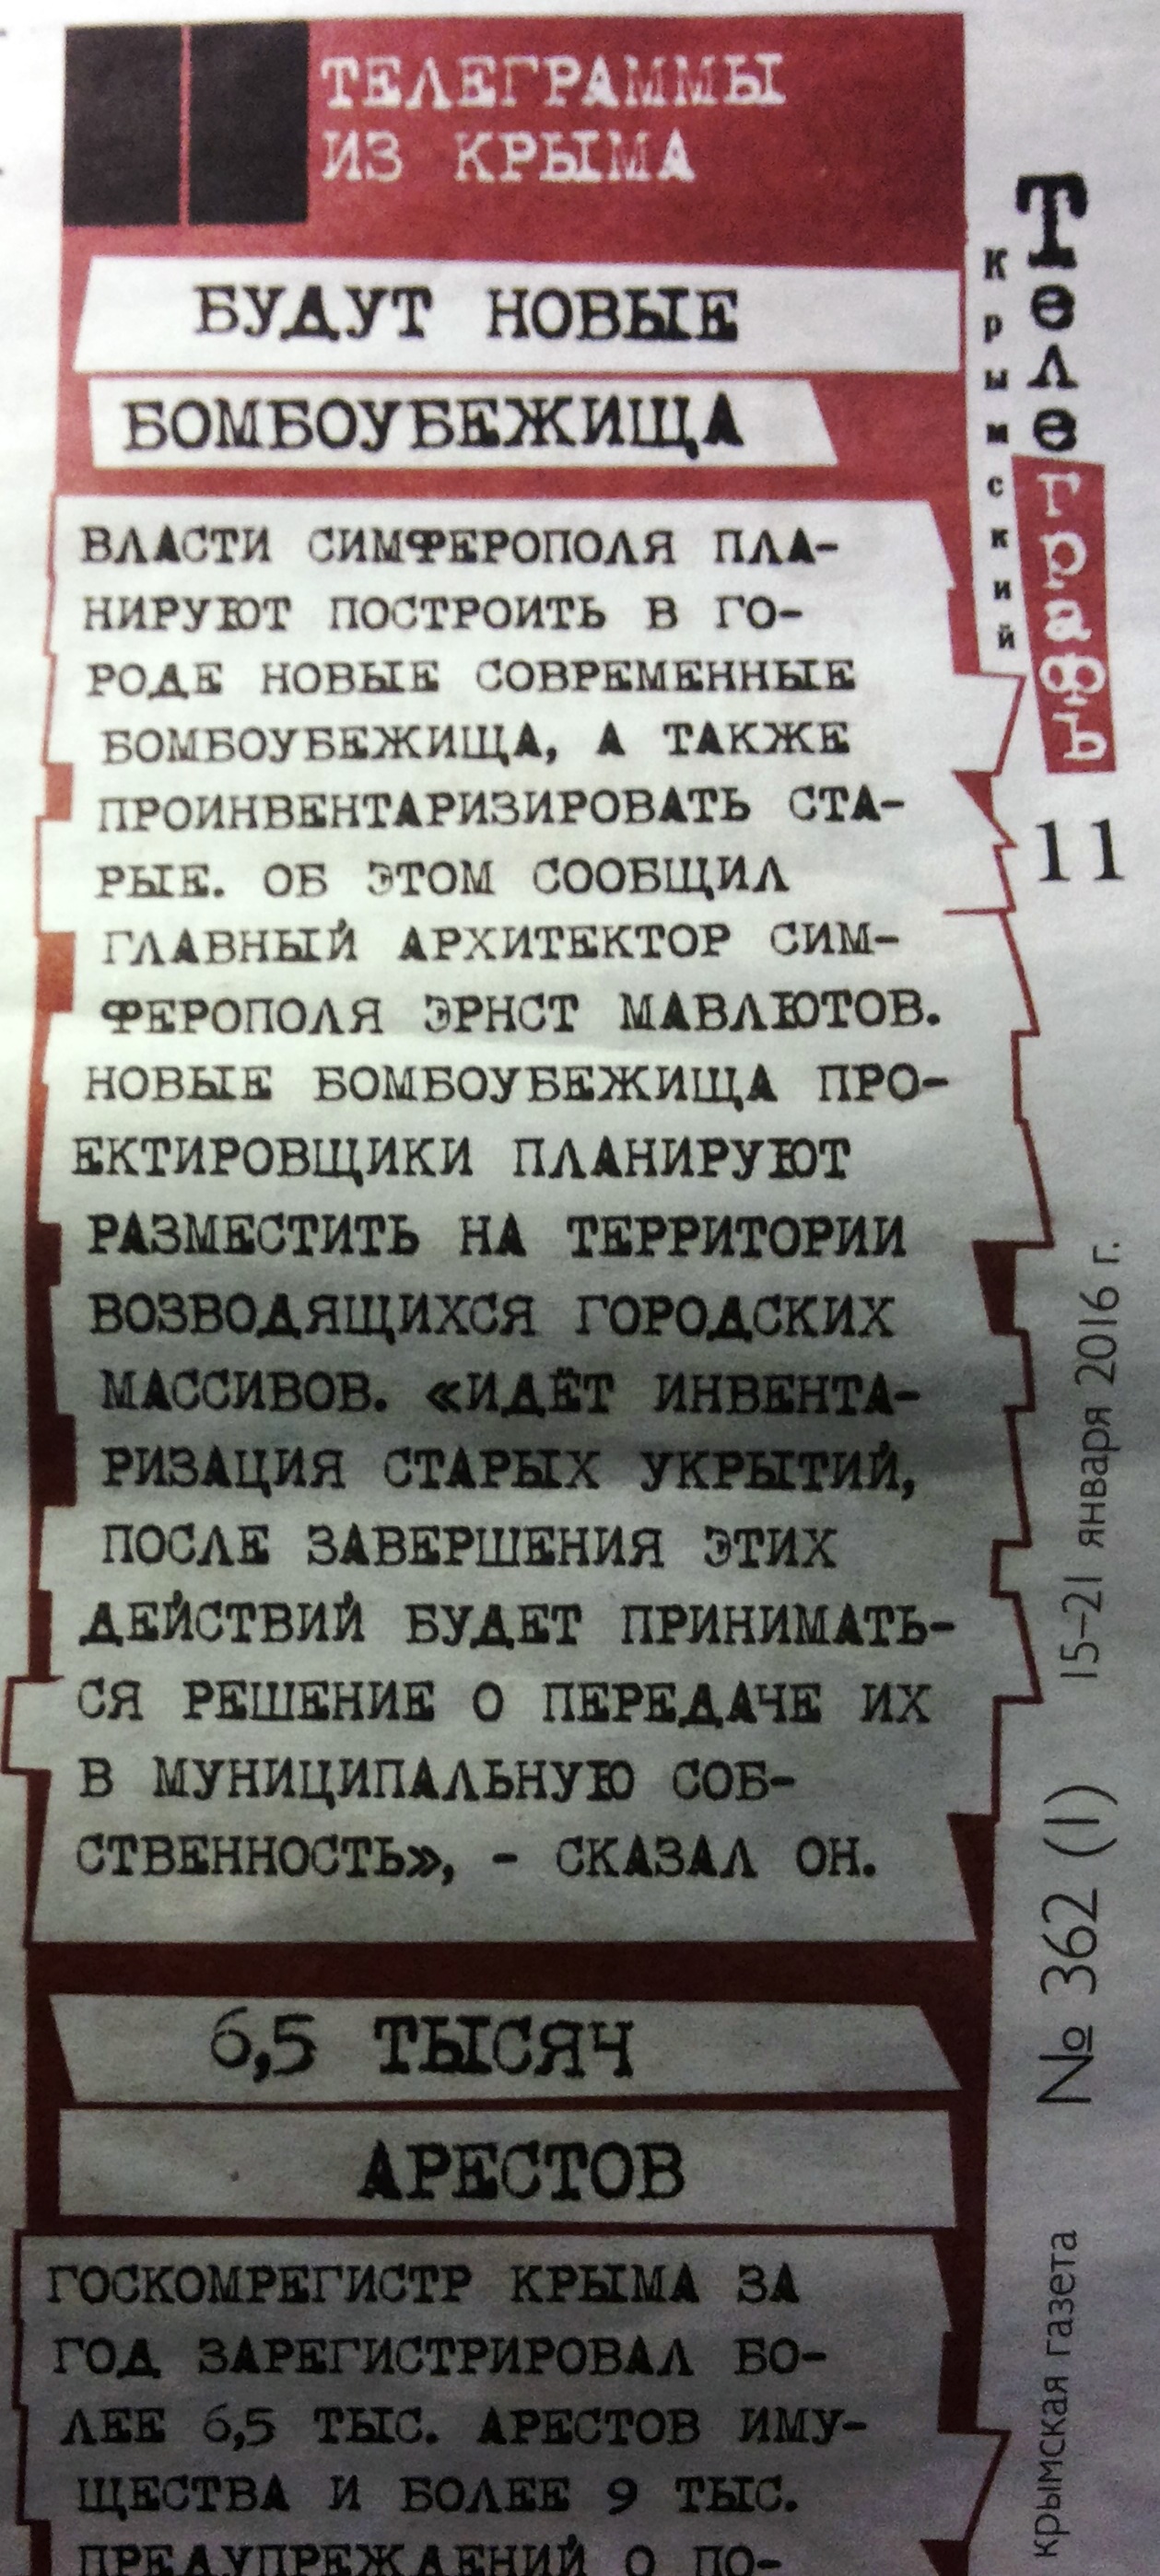 ТЕЛЕГРАММЫ
ИЗ КРЫМА
БУДУТ НОВЫЕ
БОМБОУБЕЖИЩА
ВЛАСТИ СИМФЕРОПОЛЯ ПЛА-
НИРУЮТ ПОСТРОИТЬ В ГО-
РОДЕ НОВЫЕ СОВРЕМЕННЫЕ
БОМБОУБЕЖИЩА, А ТАКЖЕ
ПРОИНВЕНТАРИЗИРОВАТЬ СТА-
РЫЕ. ОБ ЭТОМ СООБЩИЛ
ГЛАВНЫЙ АРХИТЕКТОР СИМ-
ФЕРОПОЛЯ ЭРНСТ МАВЛЮТОВ.
НОВЫЕ БОМБОУБЕЖИЩА ПРО-
ЕКТИРОВЩИКИ ПЛАНИРУЮТ
РАЗМЕСТИТЬ НА ТЕРРИТОРИИ
ВОЗВОДЯЩИХСЯ ГОРОДСКИХ
МАССИВОВ. «ИДЁТ ИНВЕНТА-
РИЗАЦИЯ СТАРЫХ УКРЫТИЙ,
ПОСЛЕ ЗАВЕРШЕНИЯ ЭТИХ
ДЕЙСТВИЙ БУДЕТ ПРИНИМАТЬ-
СЯ РЕШЕНИЕ О ПЕРЕДАЧЕ ИХ
В МУНИЦИПАЛЬНУЮ СОБ-
СТВЕННОСТЬ», - СКАЗАЛ ОН.
6,5 ТЫСЯЧ
АРЕСТОВ
ГОСКОМРЕГИСТР КРЫМА ЗА
ГОД ЗАРЕГИСТРИРОВАЛ БО-
ЛЕЕ 6,5 ТЫС. АРЕСТОВ ИМУ-
ЩЕСТВА И БОЛЕЕ 9 ТЫС.
ПРЕДУПРЕЖДЕНИЙ О ПО-
Крымский
Телеграфъ
11
крымская газета № 362 (1) 15–21 января 2016 г.